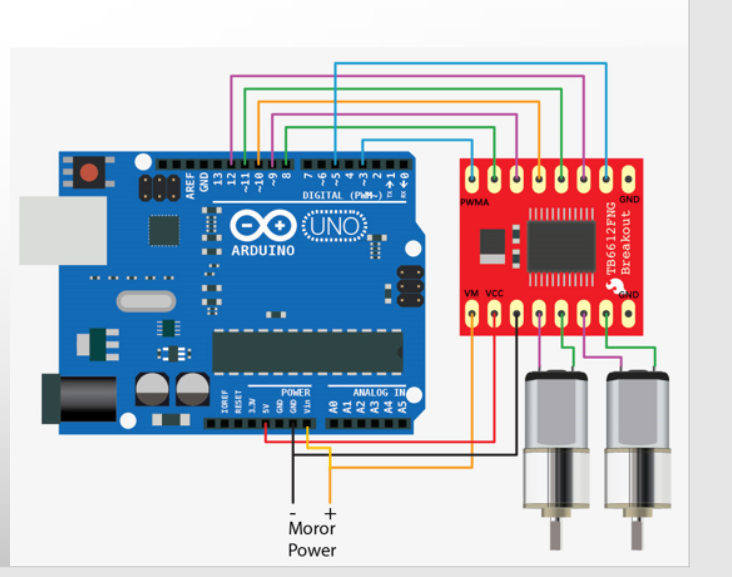 AREF
GND
13
12
~11
~10
~9
8
7
~6
~5
4
~3
2
TX→1
RX←0
DIGITAL (PWM~)
UNO
ARDUINO
IOREF
RESET
3.3V
5V
GND
GND
Vin
POWER
ANALOG IN
A0
A1
A2
A3
A4
A5
PWMA
GND
TB6612FNG
Breakout
VM
VCC
GND
- +
Moror
Power